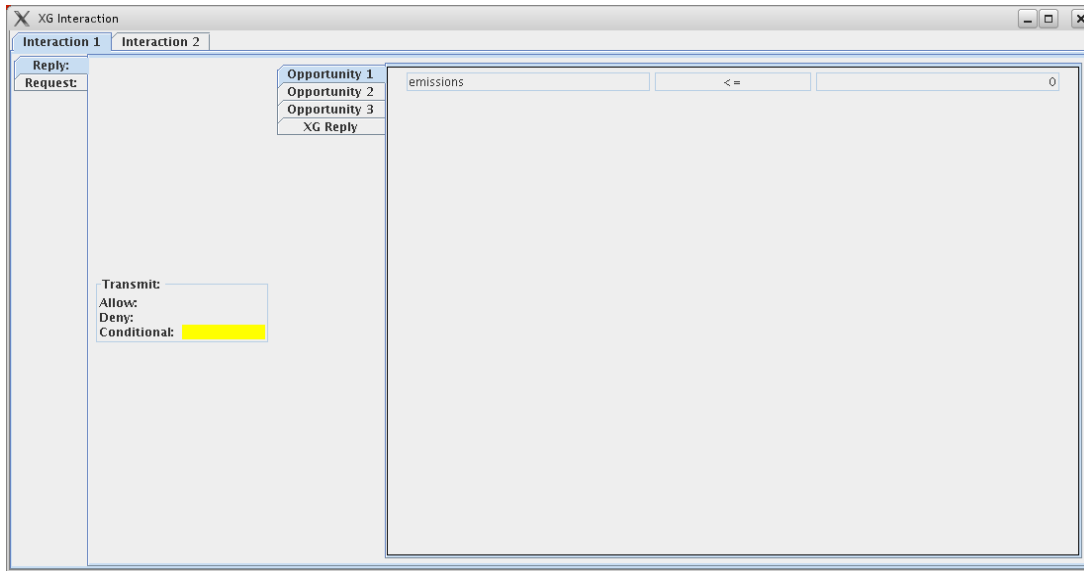 XG Interaction
Interaction 1 Interaction 2
Reply:
Request:
Opportunity 1
Opportunity 2
Opportunity 3
XG Reply
emissions < = 0
Transmit:
Allow:
Deny:
Conditional: